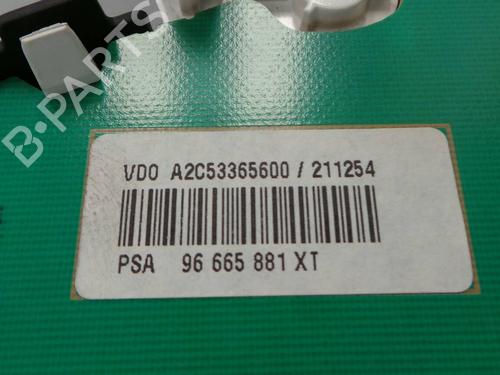 B-PARTS
VDO A2C53365600 / 211254
PSA 96 665 881 XT